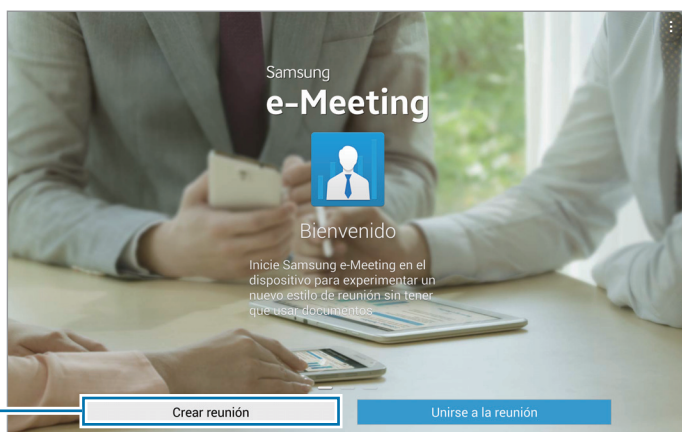 Samsung
e-Meeting
Bienvenido
Inicie Samsung e-Meeting en el
dispositivo para experimentar un
nuevo estilo de reunión sin tener
que usar documentos.
Crear reunión
Unirse a la reunión